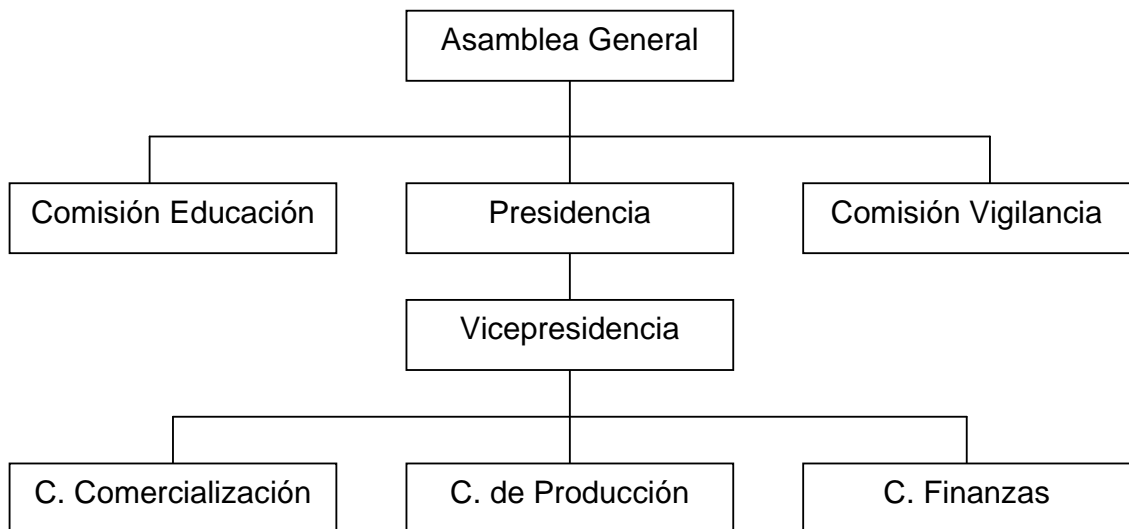 Asamblea General
Comisión Educación
Presidencia
Comisión Vigilancia
Vicepresidencia
C. Comercialización
C. de Producción
C. Finanzas